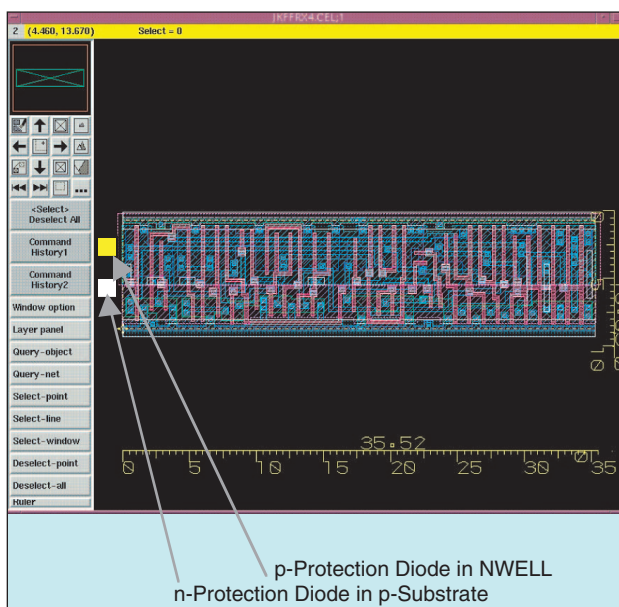 JKFFRX4.CEL;1
2 (4.460, 13.670) Select = 0
<Select>
Deselect All
Command
History1
Command
History2
Window option
Layer panel
Query-object
Query-net
Select-point
Select-line
Select-window
Deselect-point
Deselect-all
Ruler
35.52
0 5 10 15 20 25 30 35
p-Protection Diode in NWELL
n-Protection Diode in p-Substrate